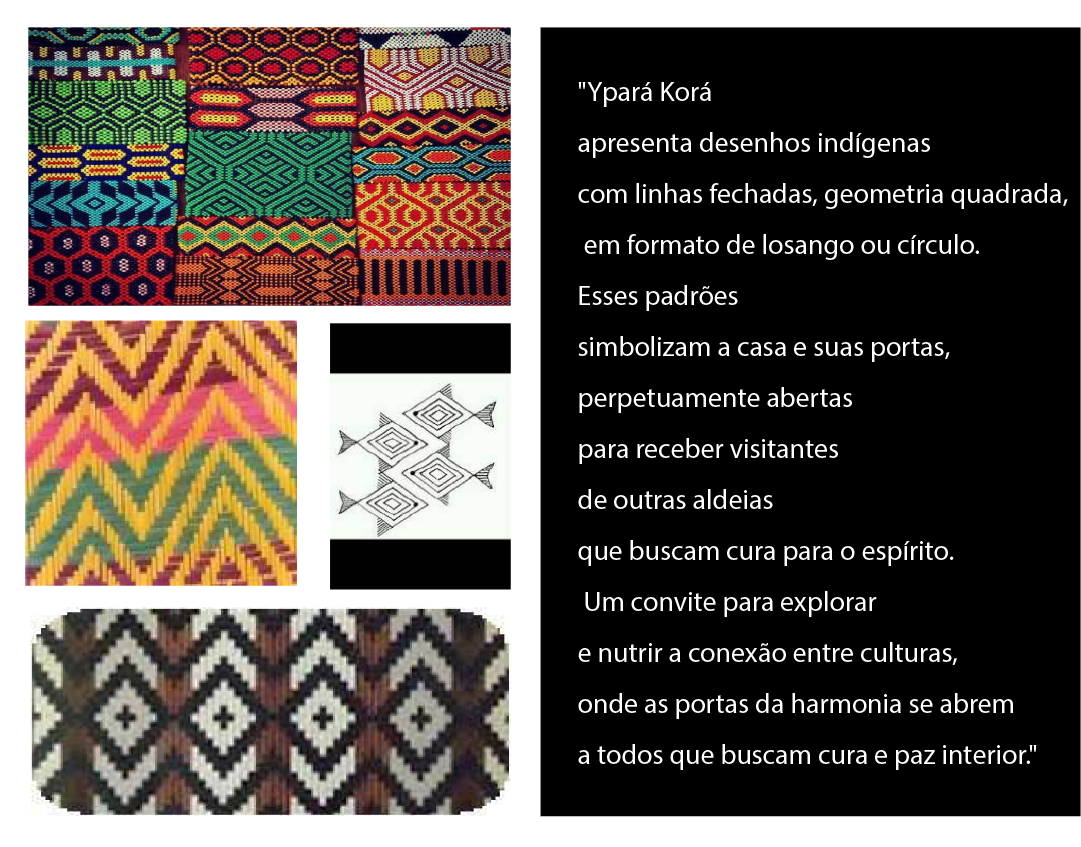 "Ypará Korá
apresenta desenhos indígenas
com linhas fechadas, geometria quadrada,
em formato de losango ou círculo.
Esses padrões
simbolizam a casa e suas portas,
perpetuamente abertas
para receber visitantes
de outras aldeias
que buscam cura para o espírito.
Um convite para explorar
e nutrir a conexão entre culturas,
onde as portas da harmonia se abrem
a todos que buscam cura e paz interior."